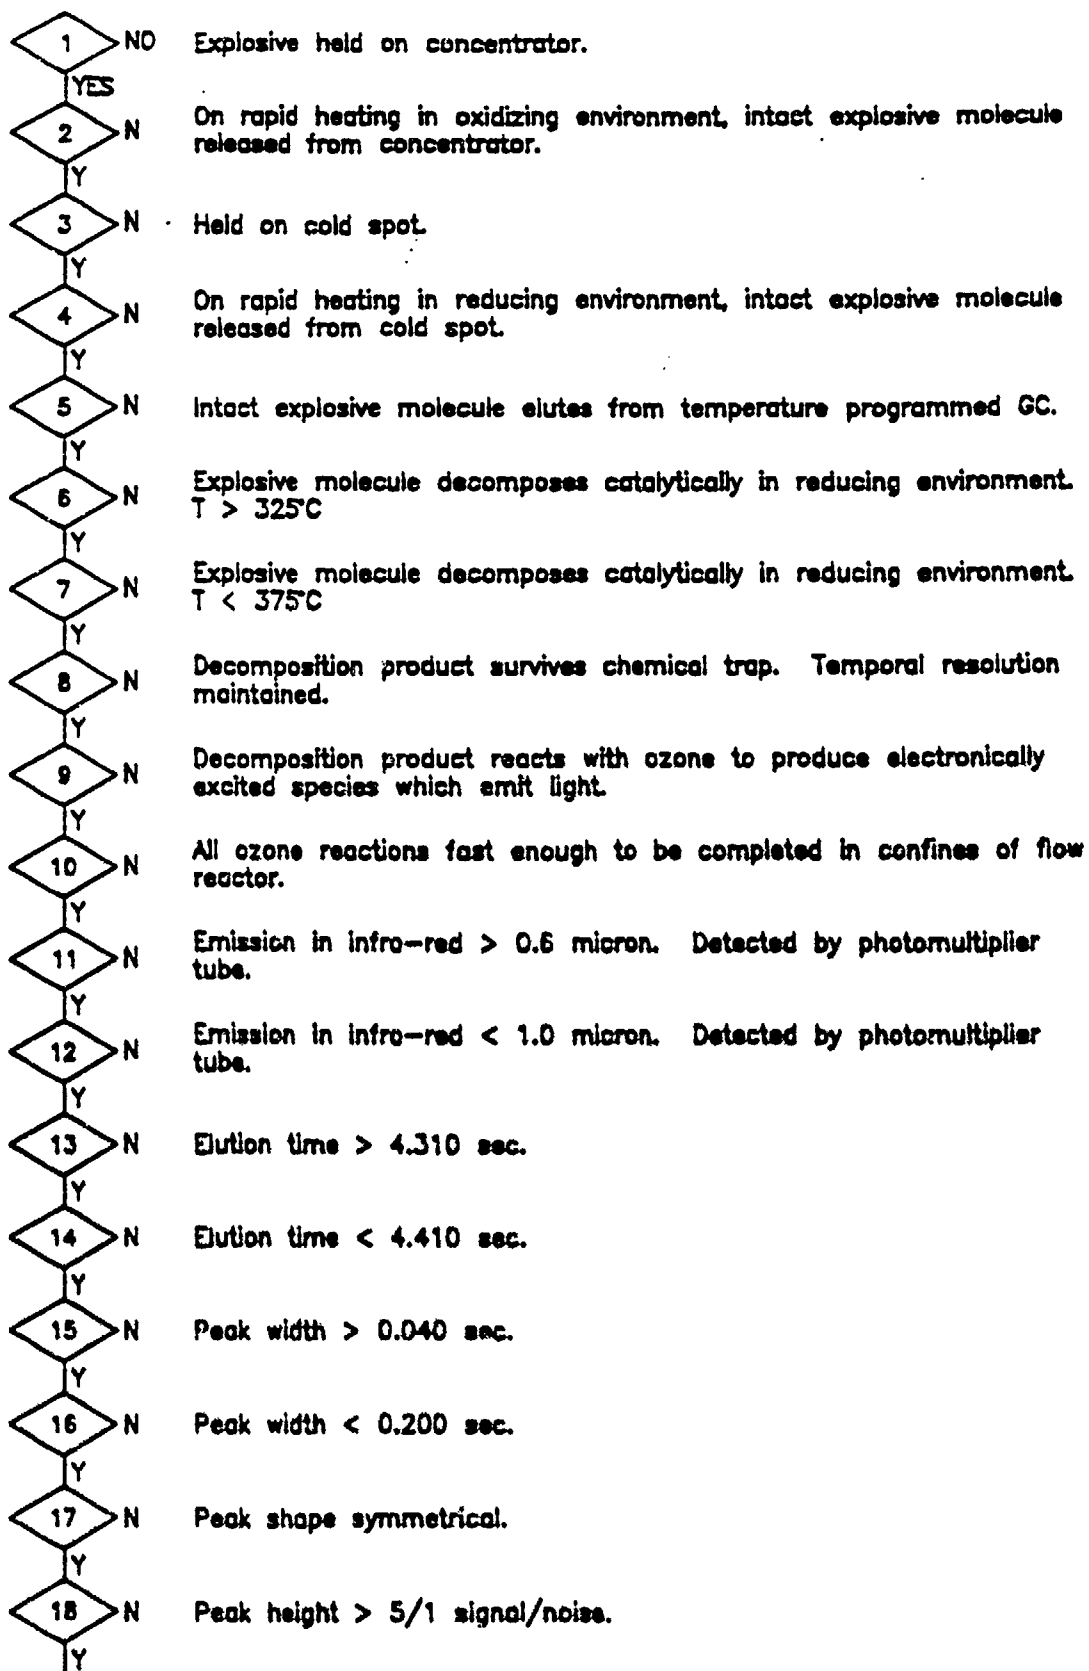 1 NO Explosive held on concentrator.
YES
2 N On rapid heating in oxidizing environment, intact explosive molecule
released from concentrator.
Y
3 N Held on cold spot.
Y
4 N On rapid heating in reducing environment, intact explosive molecule
released from cold spot.
Y
5 N Intact explosive molecule elutes from temperature programmed GC.
Y
6 N Explosive molecule decomposes catalytically in reducing environment.
T > 325°C
Y
7 N Explosive molecule decomposes catalytically in reducing environment.
T < 375°C
Y
8 N Decomposition product survives chemical trap. Temporal resolution
maintained.
Y
9 N Decomposition product reacts with ozone to produce electronically
excited species which emit light.
Y
10 N All ozone reactions fast enough to be completed in confines of flow
reactor.
Y
11 N Emission in infra-red > 0.6 micron. Detected by photomultiplier
tube.
Y
12 N Emission in infra-red < 1.0 micron. Detected by photomultiplier
tube.
Y
13 N Elution time > 4.310 sec.
Y
14 N Elution time < 4.410 sec.
Y
15 N Peak width > 0.040 sec.
Y
16 N Peak width < 0.200 sec.
Y
17 N Peak shape symmetrical.
Y
18 N Peak height > 5/1 signal/noise.
Y